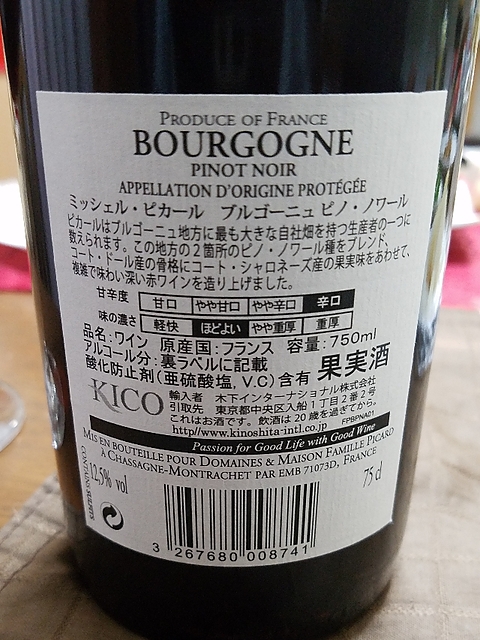 PRODUCE OF FRANCE
BOURGOGNE
PINOT NOIR
APPELLATION D'ORIGINE PROTÉGÉE
ミッシェル・ピカール ブルゴーニュ ピノ・ノワール
ピカールはブルゴーニュ地方に最も大きな自社畑を持つ生産者の一つに
数えられます。この地方の2箇所のピノ・ノワール種をブレンド、
コート・ドール産の骨格にコート・シャロネーズ産の果実味をあわせて、
複雑で味わい深い赤ワインを造り上げました。
甘辛度 甘口 やや甘口 やや辛口 辛口
味の濃さ 軽快 ほどよい やや重厚 重厚
品名:ワイン 原産国:フランス 容量:750ml
アルコール分:裏ラベルに記載 果実酒
酸化防止剤(亜硫酸塩, V.C)含有
KICO
輸入者 木下インターナショナル株式会社
引取先 東京都中央区入船1丁目2番2号
これはお酒です。飲酒は20歳を過ぎてから。
http//www.kinoshita-intl.co.jp FPBPNA01
Passion for Good Life with Good Wine
MIS EN BOUTEILLE POUR DOMAINES & MAISON FAMILLE PICARD
À CHASSAGNE-MONTRACHET PAR EMB 71073D, FRANCE
CONTAINS SULFITES
12,5% vol
75 cl
3 267680 008741